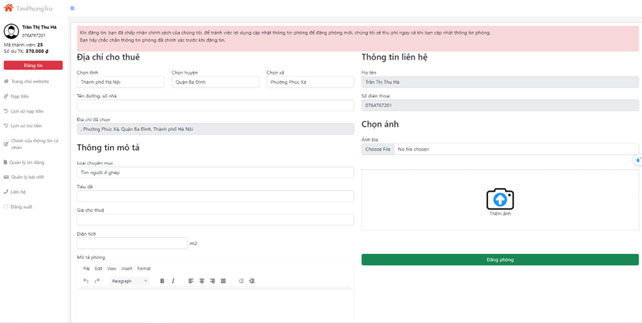 TimPhongTro
Trần Thị Thu Hà
0764767201
Mã thành viên: 25
Số dư TK: 370.000 ₫
Đăng tin
Trang chủ website
Nạp tiền
Lịch sử nạp tiền
Lịch sử trừ tiền
Chỉnh sửa thông tin cá nhân
Quản lý tin đăng
Quản lý bài viết
Liên hệ
Đăng xuất
Khi đăng tin, bạn đã chấp nhận chính sách của chúng tôi, để tránh việc lợi dụng cập nhật thông tin phòng để đăng phòng mới, chúng tôi sẽ thu phí ngay cả khi bạn cập nhật thông tin phòng.
Bạn hãy chắc chắn thông tin phòng đã chính xác trước khi đăng tin.
Địa chỉ cho thuê
Chọn tỉnh
Chọn huyện
Chọn xã
Thành phố Hà Nội
Quận Ba Đình
Phường Phúc Xá
Tên đường, số nhà
Địa chỉ đã chọn
, Phường Phúc Xá, Quận Ba Đình, Thành phố Hà Nội
Thông tin mô tả
Loại chuyên mục
Tìm người ở ghép
Tiêu đề
Giá cho thuê
Diện tích
m2
Mô tả phòng
File Edit View Insert Format
Paragraph
B I
Thông tin liên hệ
Họ tên
Trần Thị Thu Hà
Số điện thoại
0764767201
Chọn ảnh
Ảnh bìa
Choose File No file chosen
Thêm ảnh
Đăng phòng